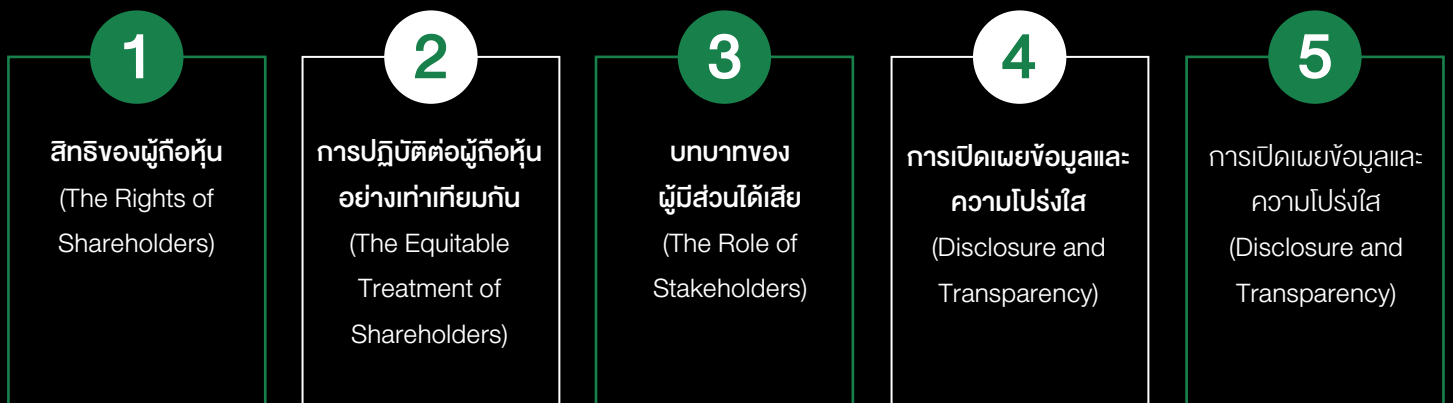 1
สิทธิของผู้ถือหุ้น
(The Rights of
Shareholders)
2
การปฏิบัติต่อผู้ถือหุ้น
อย่างเท่าเทียมกัน
(The Equitable
Treatment of
Shareholders)
3
บทบาทของ
ผู้มีส่วนได้เสีย
(The Role of
Stakeholders)
4
การเปิดเผยข้อมูลและ
ความโปร่งใส
(Disclosure and
Transparency)
5
การเปิดเผยข้อมูลและ
ความโปร่งใส
(Disclosure and
Transparency)